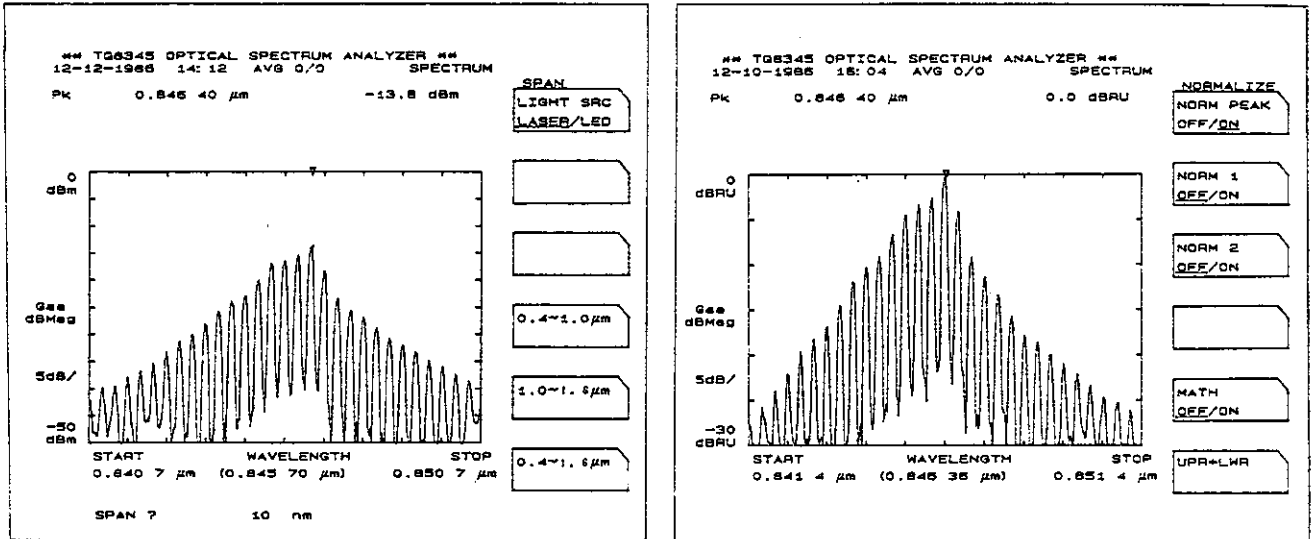 ** TQ8345 OPTICAL SPECTRUM ANALYZER **
12-12-1986 14:12 AVG 0/0 SPECTRUM
Pk 0.846 40 µm -13.8 dBm
SPAN
LIGHT SRC
LASER/LED
0
dBm
Gas
dBMeg
5dB/
-50
dBm
0.4~1.0µm
1.0~1.6µm
0.4~1.6µm
START WAVELENGTH STOP
0.840 7 µm (0.845 70 µm) 0.850 7 µm
SPAN ? 10 nm
** TQ8345 OPTICAL SPECTRUM ANALYZER **
12-10-1986 15:04 AVG 0/0 SPECTRUM
Pk 0.846 40 µm 0.0 dBRU
NORMALIZE
NORM PEAK
OFF/ON
NORM 1
OFF/ON
NORM 2
OFF/ON
MATH
OFF/ON
UPR+LWR
0
dBRU
Gas
dBMeg
5dB/
-30
dBRU
START WAVELENGTH STOP
0.841 4 µm (0.846 36 µm) 0.851 4 µm